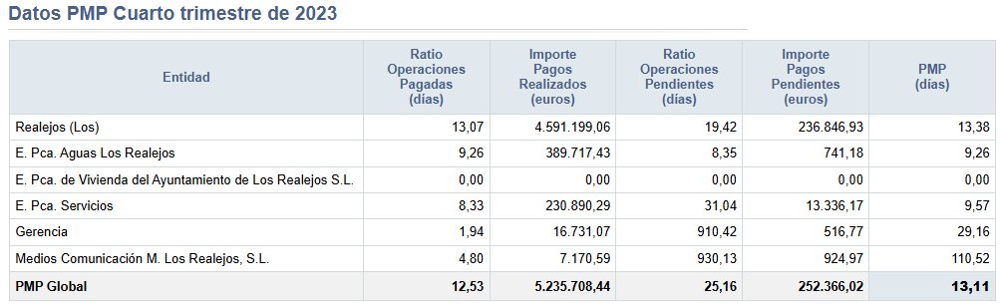 Datos PMP Cuarto trimestre de 2023
Entidad
Ratio
Operaciones
Pagadas
(días)
Importe
Pagos
Realizados
(euros)
Ratio
Operaciones
Pendientes
(días)
Importe
Pagos
Pendientes
(euros)
PMP
(días)
Realejos (Los) 13,07 4.591.199,06 19,42 236.846,93 13,38
E. Pca. Aguas Los Realejos 9,26 389.717,43 8,35 741,18 9,26
E. Pca. de Vivienda del Ayuntamiento de Los Realejos S.L. 0,00 0,00 0,00 0,00 0,00
E. Pca. Servicios 8,33 230.890,29 31,04 13.336,17 9,57
Gerencia 1,94 16.731,07 910,42 516,77 29,16
Medios Comunicación M. Los Realejos, S.L. 4,80 7.170,59 930,13 924,97 110,52
PMP Global 12,53 5.235.708,44 25,16 252.366,02 13,11